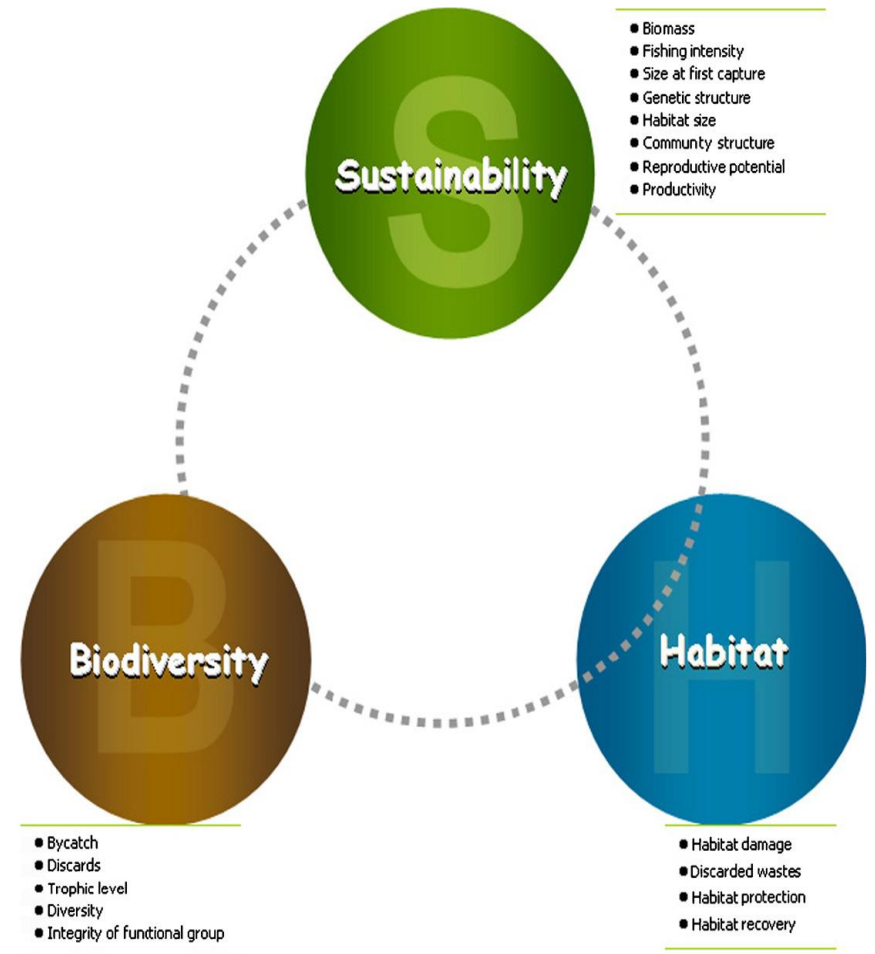 S
Sustainability
● Biomass
● Fishing intensity
● Size at first capture
● Genetic structure
● Habitat size
● Communty structure
● Reproductive potential
● Productivity
B
Biodiversity
● Bycatch
● Discards
● Trophic level
● Diversity
● Integrity of functional group
H
Habitat
● Habitat damage
● Discarded wastes
● Habitat protection
● Habitat recovery